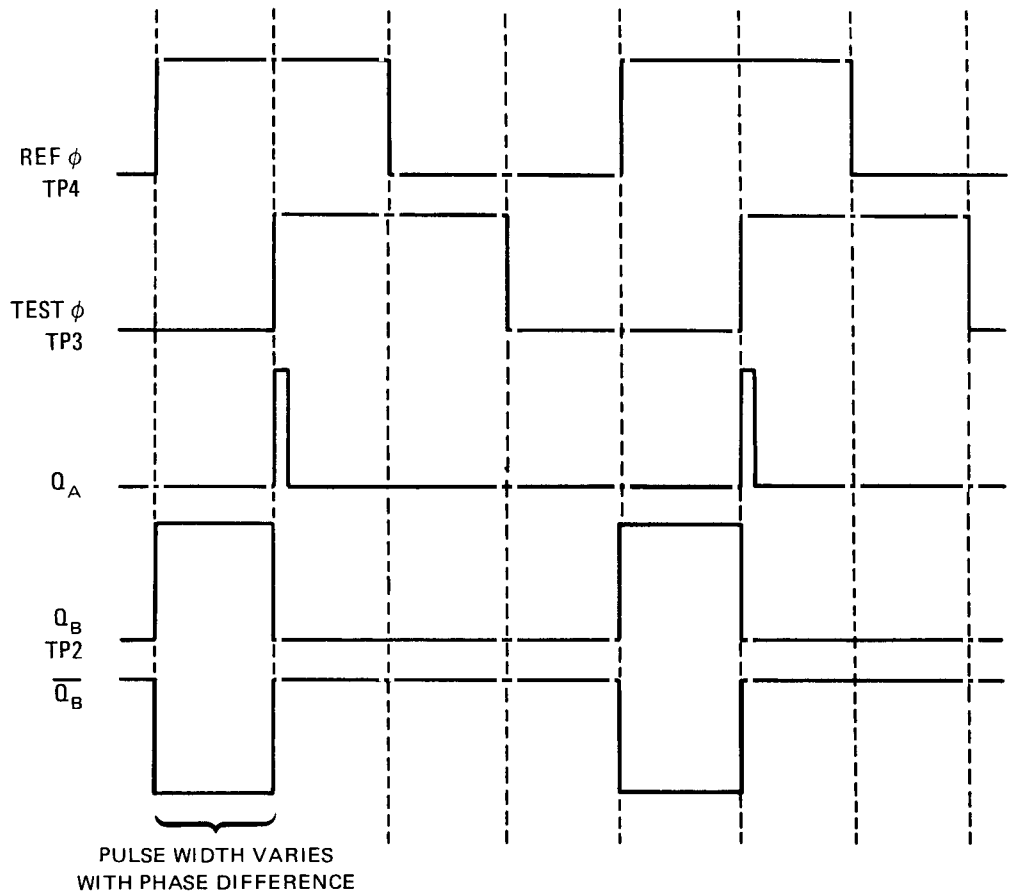 REF ϕ
TP4
TEST ϕ
TP3
Q_A
Q_B
TP2
Q̅_B
PULSE WIDTH VARIES
WITH PHASE DIFFERENCE